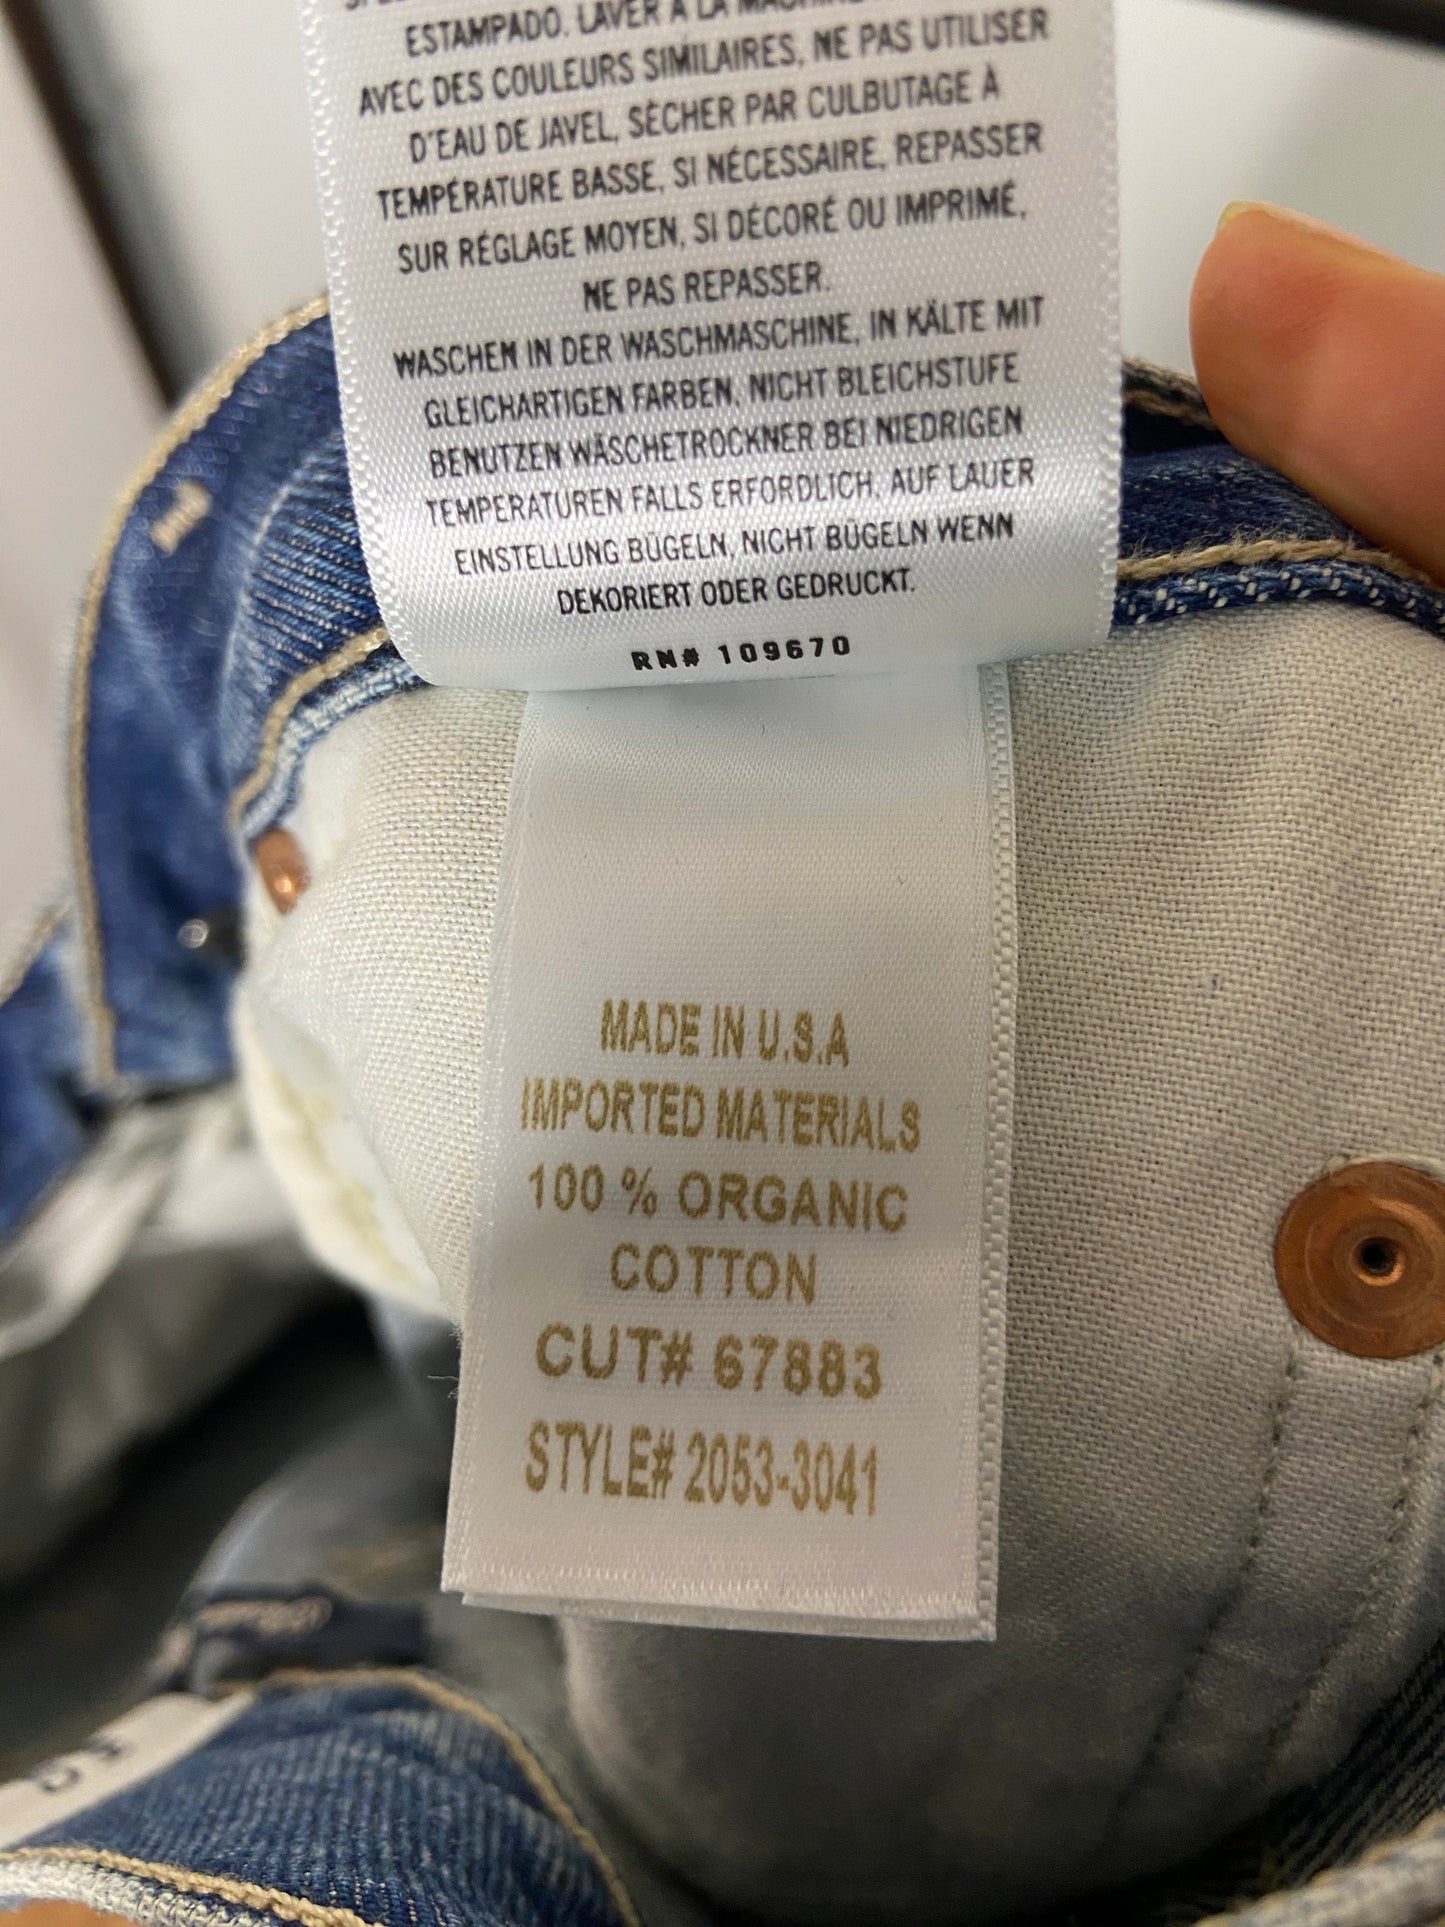 ESTAMPADO. LAVER À LA MACHINE
AVEC DES COULEURS SIMILAIRES, NE PAS UTILISER
D'EAU DE JAVEL, SÈCHER PAR CULBUTAGE À
TEMPÉRATURE BASSE, SI NÉCESSAIRE, REPASSER
SUR RÉGLAGE MOYEN, SI DÉCORÉ OU IMPRIMÉ,
NE PAS REPASSER.
WASCHEN IN DER WASCHMASCHINE, IN KÄLTE MIT
GLEICHARTIGEN FARBEN, NICHT BLEICHSTUFE
BENUTZEN WÄSCHETROCKNER BEI NIEDRIGEN
TEMPERATUREN FALLS ERFORDLICH. AUF LAUER
EINSTELLUNG BÜGELN, NICHT BÜGELN WENN
DEKORIERT ODER GEDRUCKT.
RN# 109670
MADE IN U.S.A
IMPORTED MATERIALS
100 % ORGANIC
COTTON
CUT# 67883
STYLE# 2053-3041